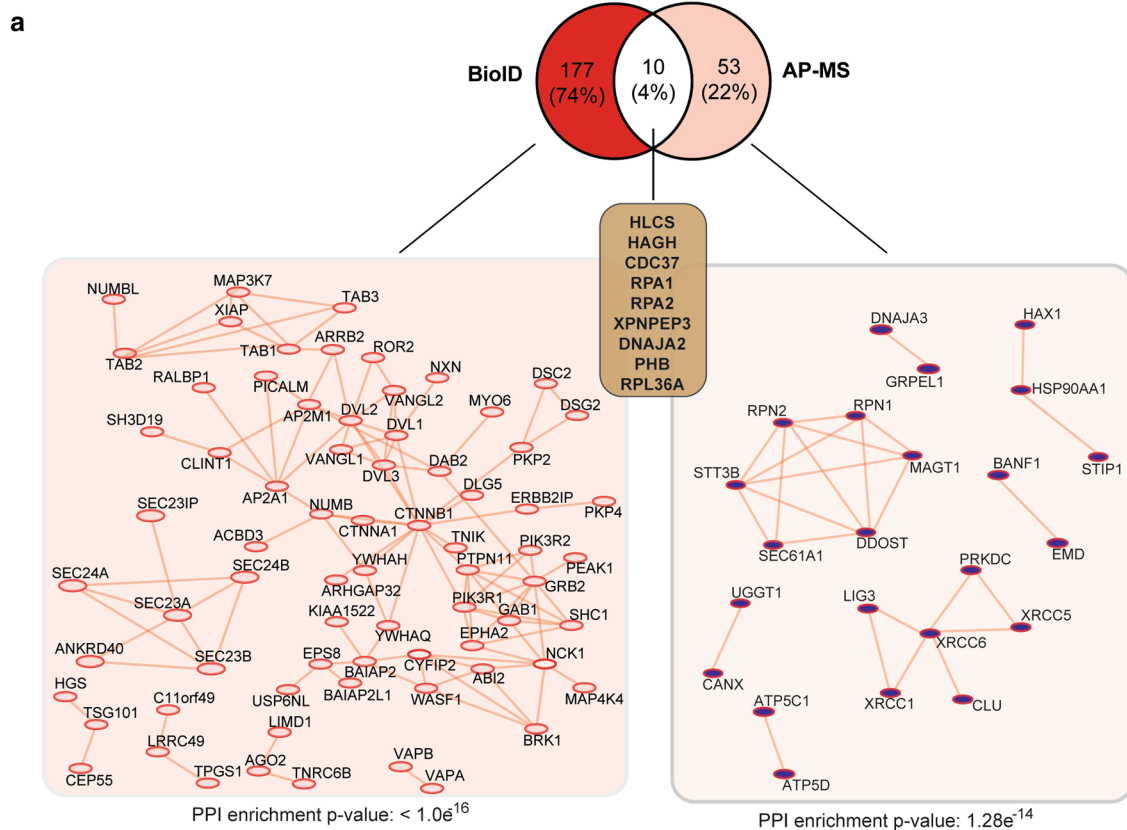 a
BioID
177
(74%)
10
(4%)
53
(22%)
AP-MS
HLCS
HAGH
CDC37
RPA1
RPA2
XPNPEP3
DNAJA2
PHB
RPL36A
NUMBL
MAP3K7
XIAP
TAB3
TAB2
TAB1
ARRB2
ROR2
RALBP1
PICALM
NXN
VANGL2
DSC2
AP2M1
DVL2
MYO6
DSG2
SH3D19
DVL1
CLINT1
VANGL1
DVL3
DAB2
PKP2
AP2A1
DLG5
SEC23IP
NUMB
CTNNB1
ERBB2IP
PKP4
CTNNA1
ACBD3
TNIK
PIK3R2
YWHAH
PTPN11
PEAK1
SEC24A
SEC24B
ARHGAP32
GRB2
SEC23A
KIAA1522
PIK3R1
GAB1
SHC1
YWHAQ
EPHA2
ANKRD40
SEC23B
EPS8
BAIAP2
CYFIP2
NCK1
ABI2
HGS
C11orf49
USP6NL
BAIAP2L1
WASF1
MAP4K4
TSG101
LIMD1
BRK1
LRRC49
AGO2
VAPB
CEP55
TPGS1
TNRC6B
VAPA
PPI enrichment p-value: < 1.0e-16
DNAJA3
HAX1
GRPEL1
HSP90AA1
RPN2
RPN1
STT3B
MAGT1
BANF1
STIP1
SEC61A1
DDOST
EMD
PRKDC
UGGT1
LIG3
XRCC5
XRCC6
CANX
XRCC1
CLU
ATP5C1
ATP5D
PPI enrichment p-value: 1.28e-14